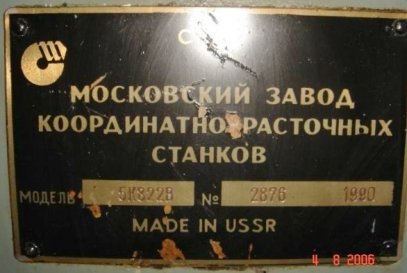 МОСКОВСКИЙ ЗАВОД
КООРДИНАТНО-РАСТОЧНЫХ
СТАНКОВ
МОДЕЛЬ 5К822В № 2876 1990
MADE IN USSR
4 8 2006